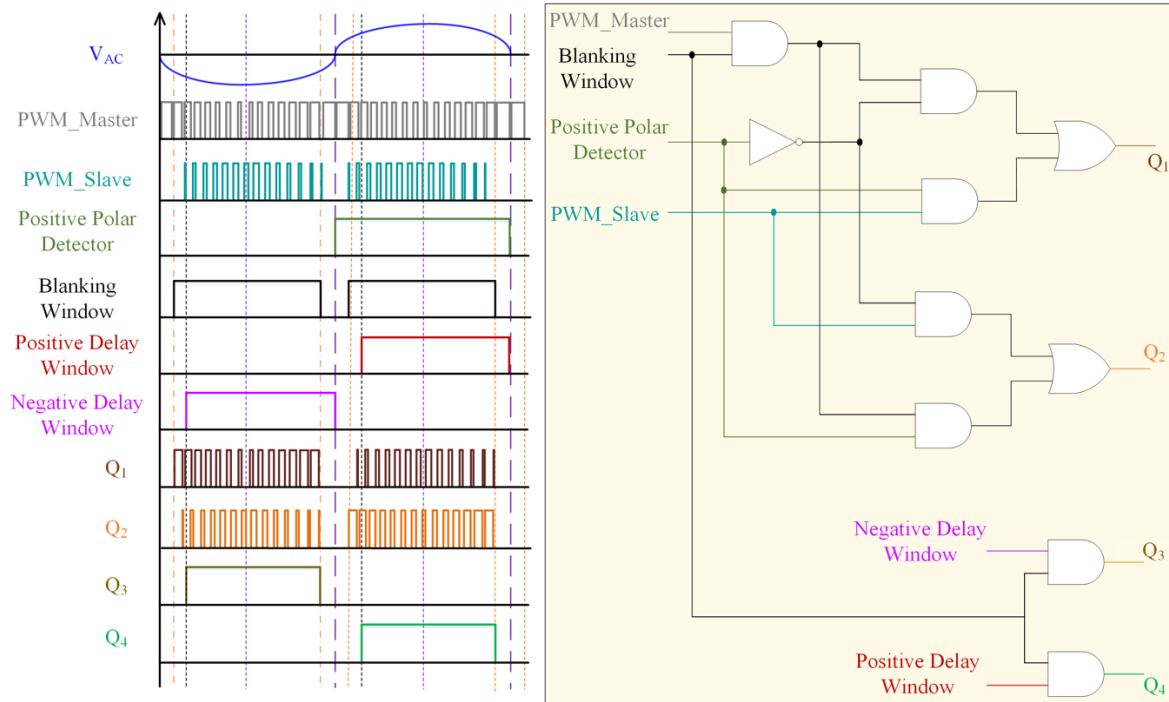 V_AC
PWM_Master
PWM_Slave
Positive Polar
Detector
Blanking
Window
Positive Delay
Window
Negative Delay
Window
Q1
Q2
Q3
Q4
PWM_Master
Blanking
Window
Positive Polar
Detector
PWM_Slave
Q1
Q2
Negative Delay
Window
Q3
Positive Delay
Window
Q4